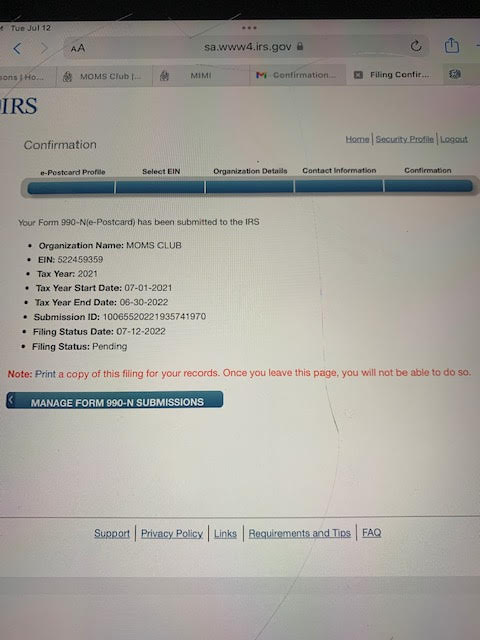 Tue Jul 12
AA
sa.www4.irs.gov
sons | Ho...
MOMS Club |...
MIMI
Confirmation...
Filing Confir...
IRS
Confirmation
Home | Security Profile | Logout
e-Postcard Profile
Select EIN
Organization Details
Contact Information
Confirmation
Your Form 990-N(e-Postcard) has been submitted to the IRS
• Organization Name: MOMS CLUB
• EIN: 522459359
• Tax Year: 2021
• Tax Year Start Date: 07-01-2021
• Tax Year End Date: 06-30-2022
• Submission ID: 10065520221935741970
• Filing Status Date: 07-12-2022
• Filing Status: Pending
Note: Print a copy of this filing for your records. Once you leave this page, you will not be able to do so.
MANAGE FORM 990-N SUBMISSIONS
Support | Privacy Policy | Links | Requirements and Tips | FAQ